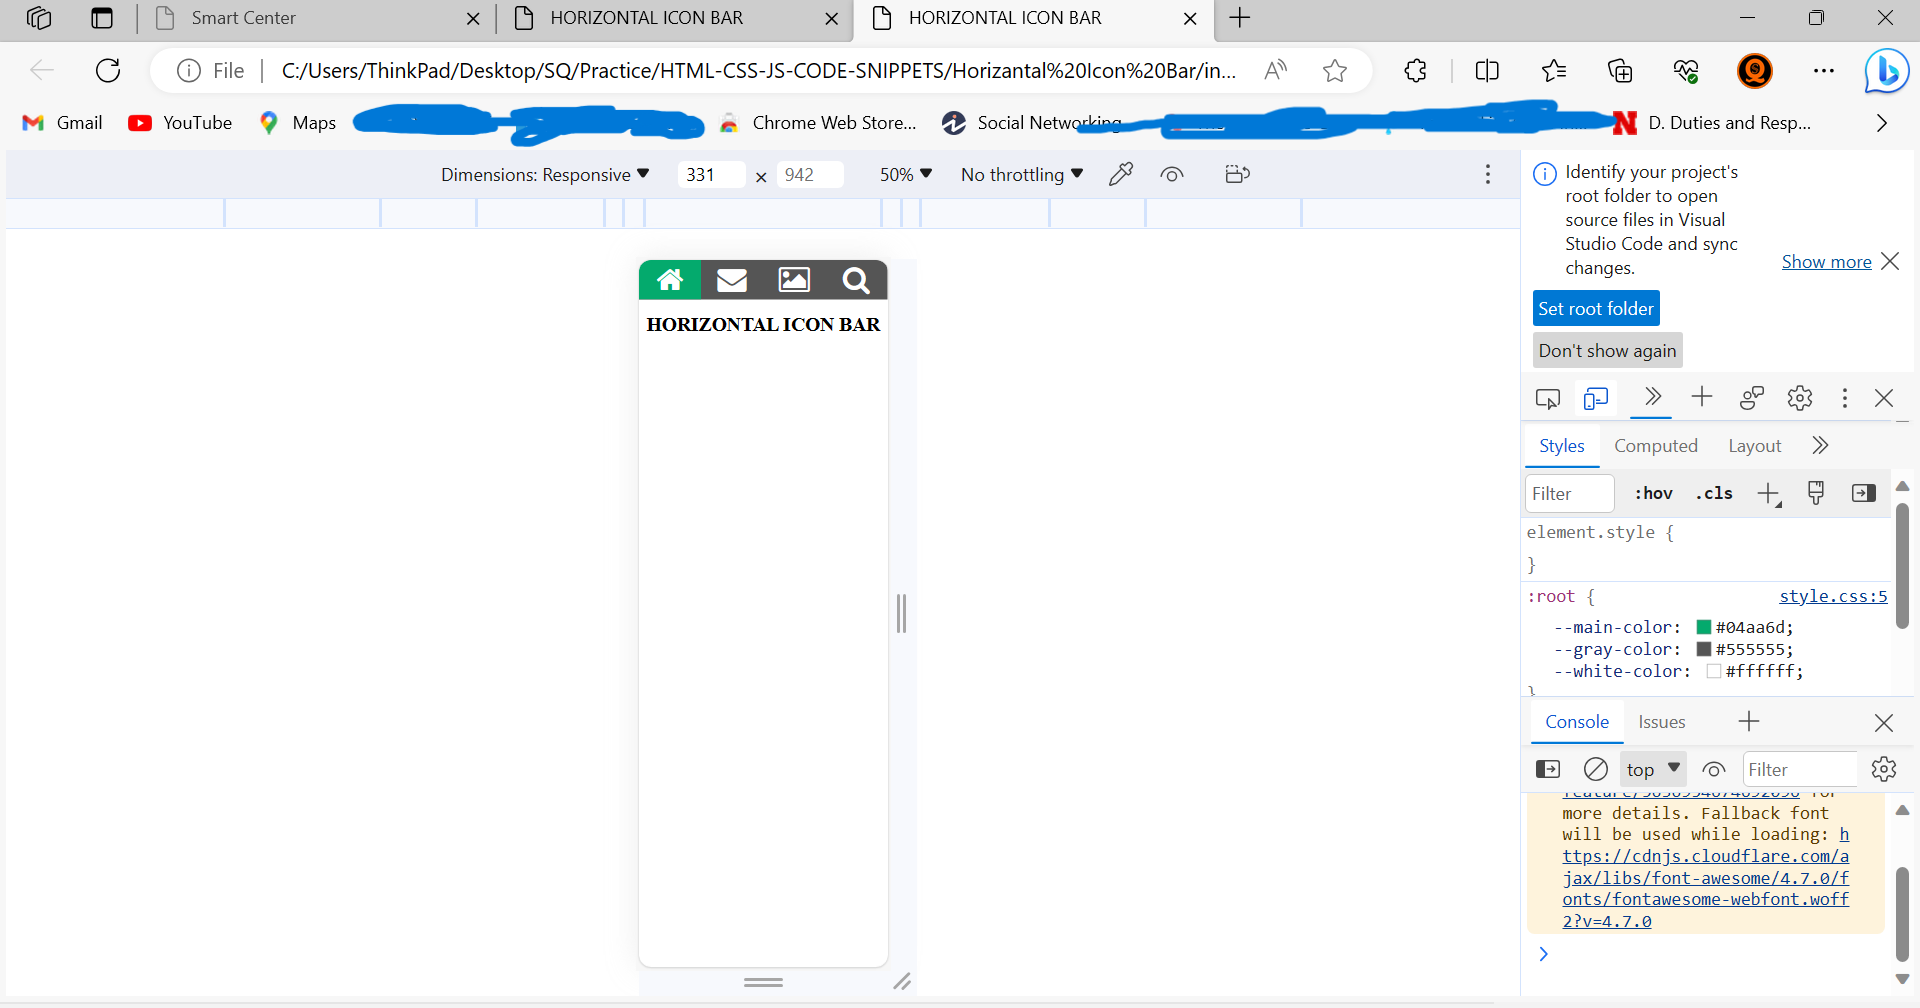 Smart Center
HORIZONTAL ICON BAR
HORIZONTAL ICON BAR
File
C:/Users/ThinkPad/Desktop/SQ/Practice/HTML-CSS-JS-CODE-SNIPPETS/Horizantal%20Icon%20Bar/in...
Gmail
YouTube
Maps
Chrome Web Store...
Social Networking
D. Duties and Resp...
Dimensions: Responsive
331
×
942
50%
No throttling
HORIZONTAL ICON BAR
Identify your project's
root folder to open
source files in Visual
Studio Code and sync
changes.
Show more
Set root folder
Don't show again
Styles
Computed
Layout
Filter
:hov
.cls
element.style {
}
:root {
style.css:5
--main-color: #04aa6d;
--gray-color: #555555;
--white-color: #ffffff;
}
Console
Issues
top
Filter
more details. Fallback font
will be used while loading: h
ttps://cdnjs.cloudflare.com/a
jax/libs/font-awesome/4.7.0/f
onts/fontawesome-webfont.woff
2?v=4.7.0